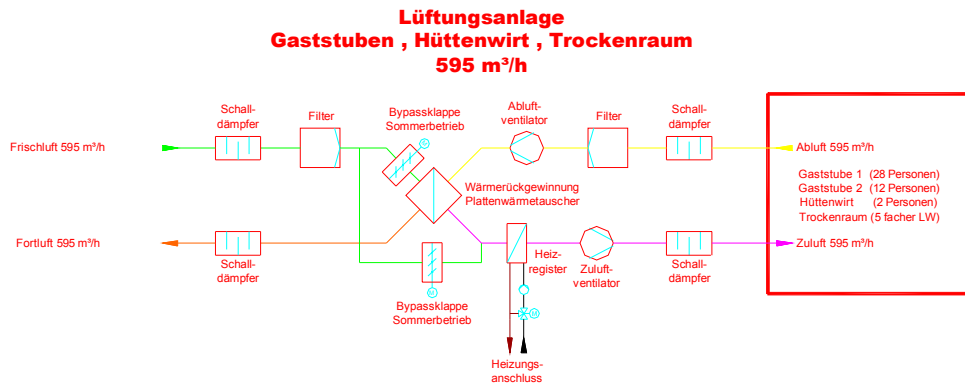 Lüftungsanlage
Gaststuben , Hüttenwirt , Trockenraum
595 m³/h
Schall-
dämpfer
Filter
Bypassklappe
Sommerbetrieb
Abluft-
ventilator
Filter
Schall-
dämpfer
M
Frischluft 595 m³/h
Abluft 595 m³/h
Gaststube 1 (28 Personen)
Gaststube 2 (12 Personen)
Hüttenwirt (2 Personen)
Trockenraum (5 facher LW)
Wärmerückgewinnung
Plattenwärmetauscher
Fortluft 595 m³/h
Zuluft 595 m³/h
Schall-
dämpfer
Heiz-
register
Zuluft-
ventilator
Schall-
dämpfer
M
Bypassklappe
Sommerbetrieb
M
Heizungs-
anschluss